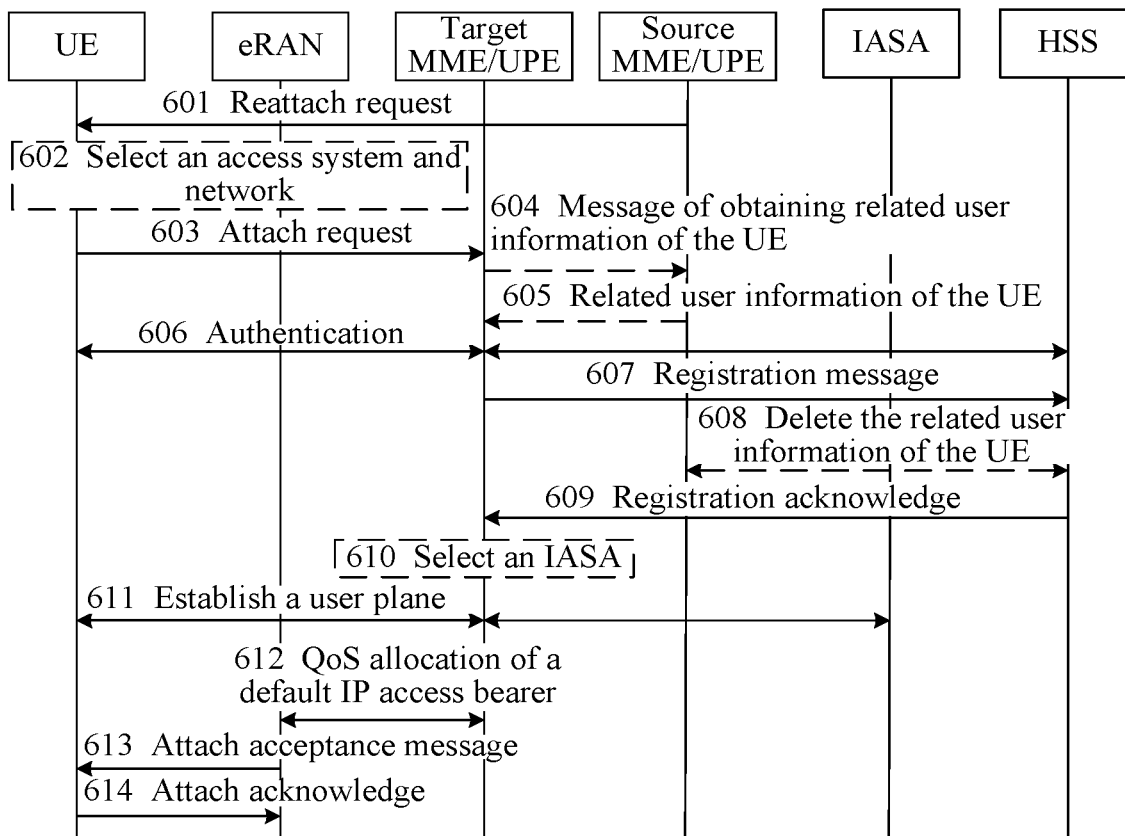 UE
eRAN
Target
MME/UPE
Source
MME/UPE
IASA
HSS
601 Reattach request
602 Select an access system and
network
603 Attach request
604 Message of obtaining related user
information of the UE
605 Related user information of the UE
606 Authentication
607 Registration message
608 Delete the related user
information of the UE
609 Registration acknowledge
610 Select an IASA
611 Establish a user plane
612 QoS allocation of a
default IP access bearer
613 Attach acceptance message
614 Attach acknowledge